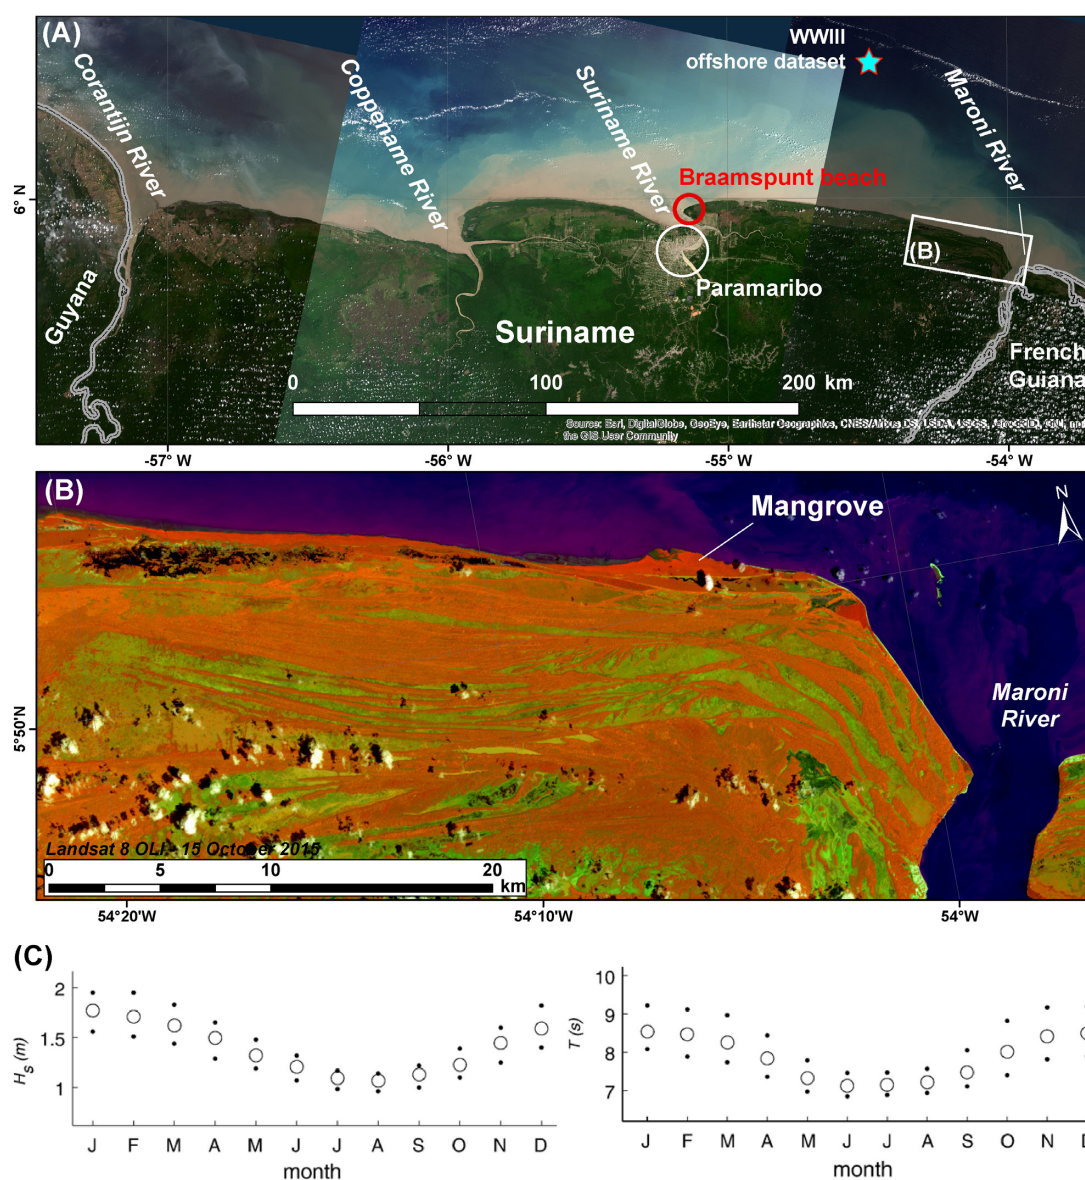 (A)
WWIII
offshore dataset
Corantijn River
Coppename River
Suriname River
Maroni River
Braamspunt beach
6° N
(B)
Guyana
Paramaribo
Suriname
French
Guiana
0 100 200 km
Source: Esri, DigitalGlobe, GeoEye, Earthstar Geographics, CNES/Airbus DS, USDA, USGS,
the GIS User Community
-57° W -56° W -55° W -54° W
(B)
Mangrove
N
Maroni
River
5°50'N
Landsat 8 OLI - 15 October 2015
0 5 10 20
km
54°20'W 54°10'W 54°W
(C)
2
1.5
1
Hs (m)
J F M A M J J A S O N D
month
10
9
8
7
T (s)
J F M A M J J A S O N
month